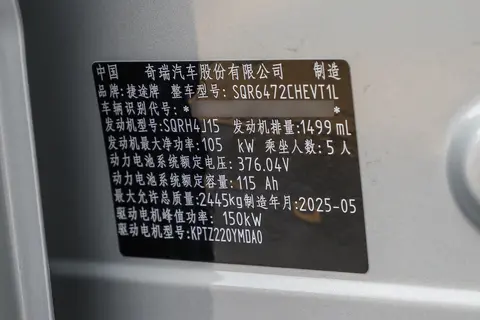 中国 奇瑞汽车股份有限公司 制造
品牌:捷途牌 整车型号:SQR6472CHEVT1L
车辆识别代号:* *
发动机型号:SQRH4J15 发动机排量:1499 mL
发动机最大净功率:105 kW 乘坐人数:5 人
动力电池系统额定电压:376.04V
动力电池系统额定容量:115 Ah
最大允许总质量:2445kg制造年月:2025-05
驱动电机峰值功率:150kW
驱动电机型号:KPTZ220YMDA0